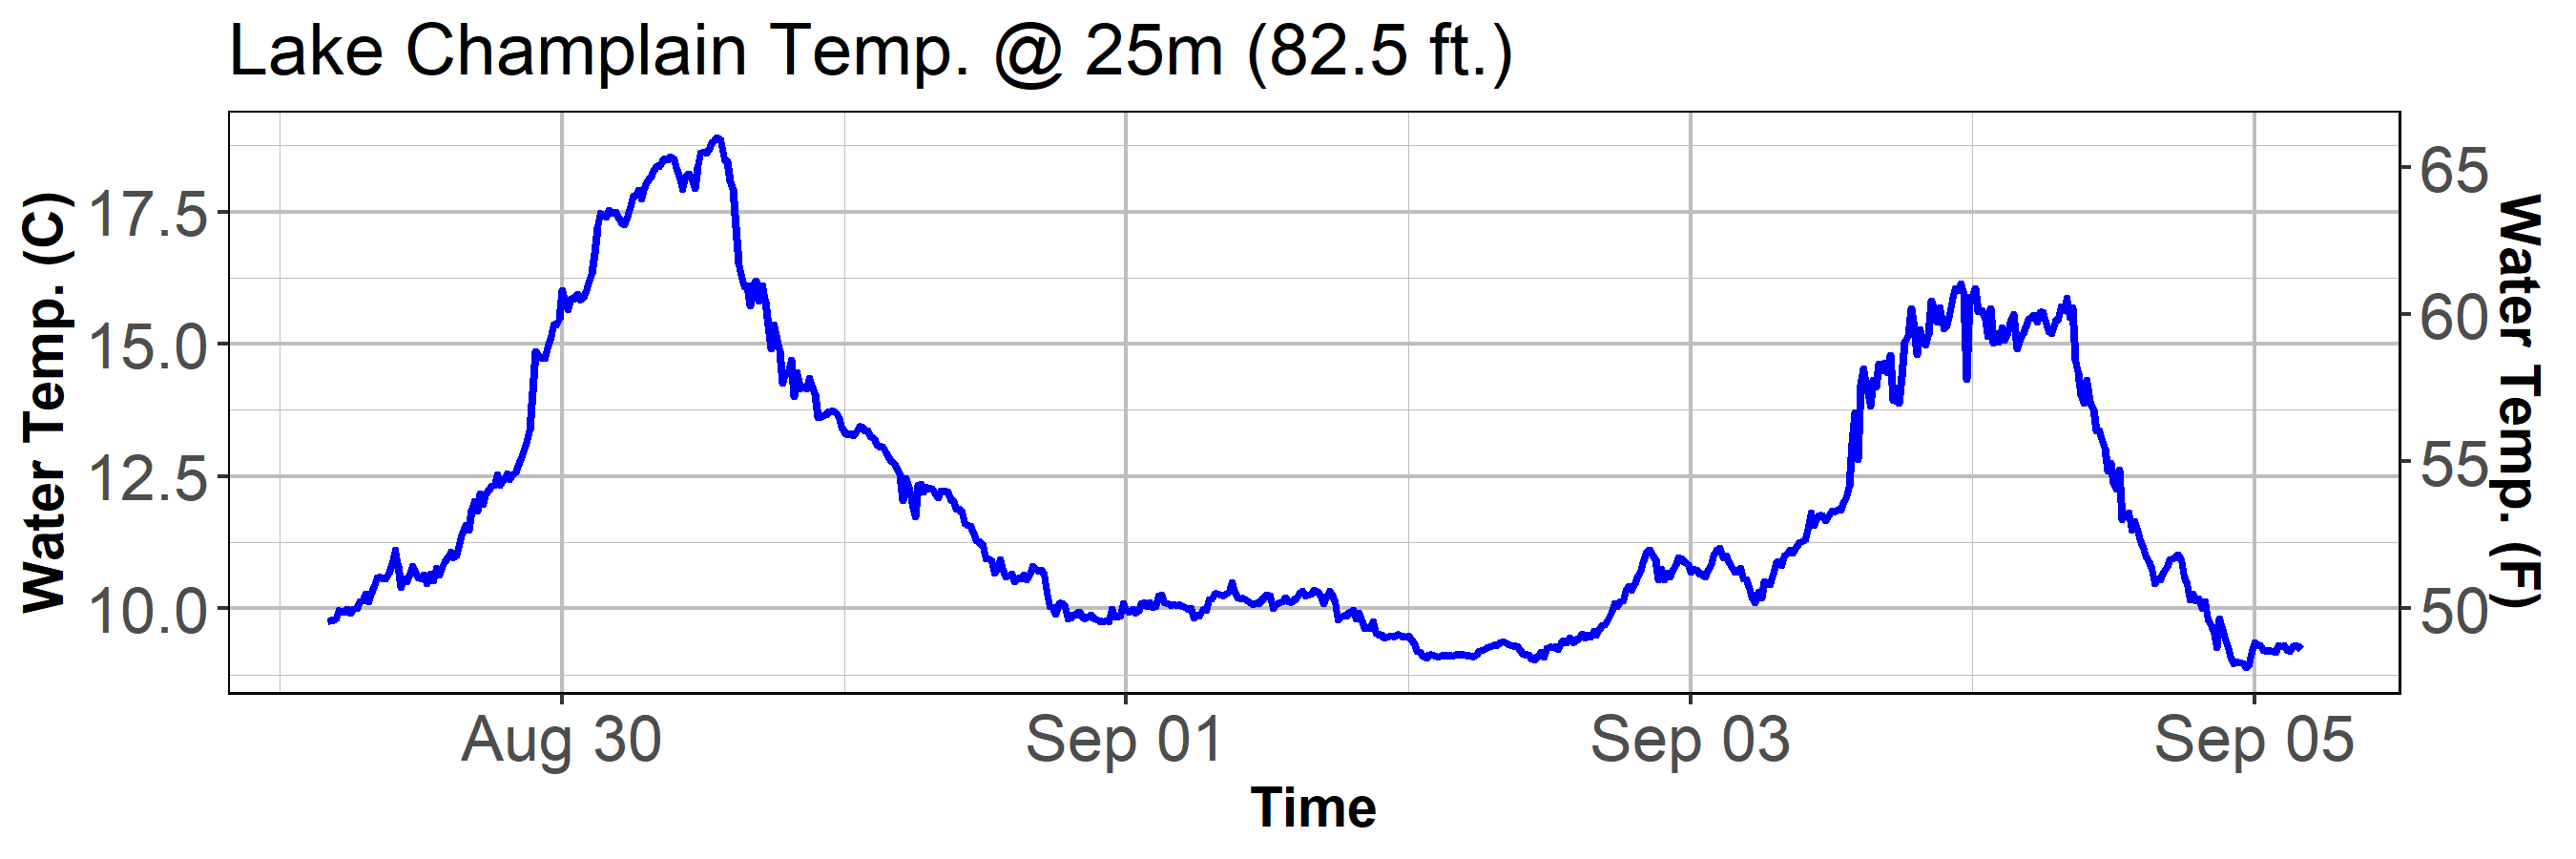 Lake Champlain Temp. @ 25m (82.5 ft.)
Water Temp. (C)
17.5
15.0
12.5
10.0
65
60
55
50
Water Temp. (F)
Aug 30 Sep 01 Sep 03 Sep 05
Time